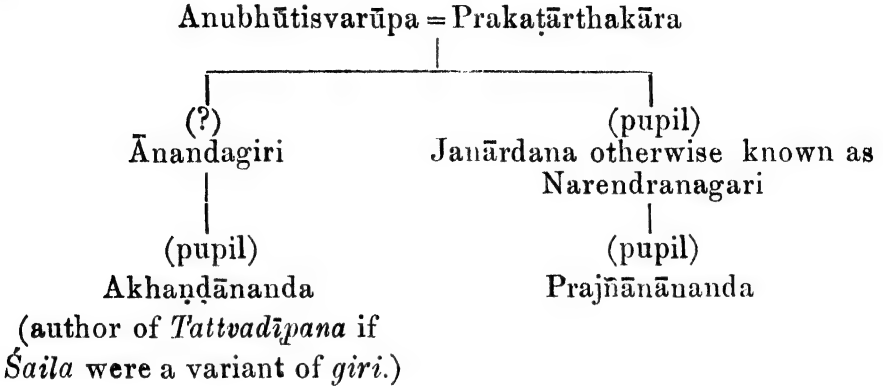 Anubhūtisvarūpa = Prakaṭārthakāra
(?)
Ānandagiri
(pupil)
Akhaṇḍānanda
(author of Tattvadīpana if
Śaila were a variant of giri.)
(pupil)
Janārdana otherwise known as
Narendranagari
(pupil)
Prajñānānanda